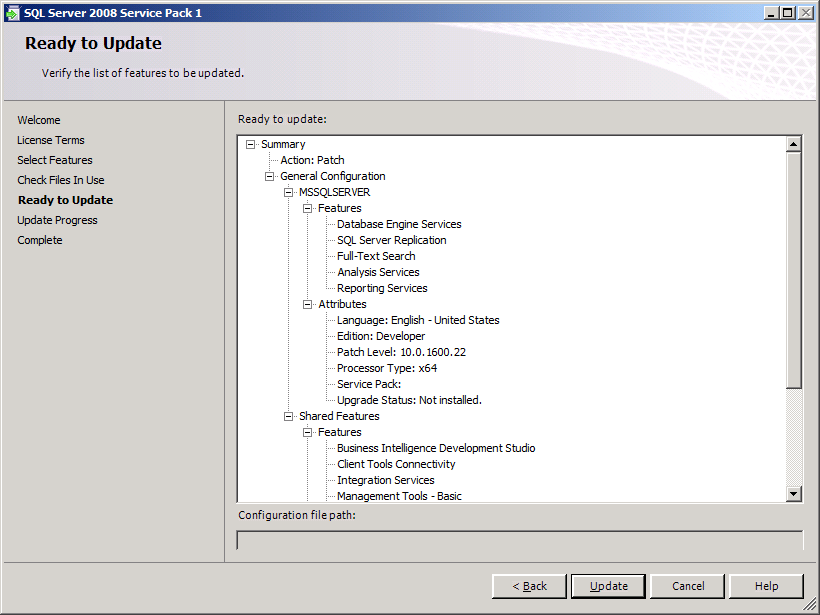 SQL Server 2008 Service Pack 1
Ready to Update
Verify the list of features to be updated.
Welcome
License Terms
Select Features
Check Files In Use
Ready to Update
Update Progress
Complete
Ready to update:
Summary
Action: Patch
General Configuration
MSSQLSERVER
Features
Database Engine Services
SQL Server Replication
Full-Text Search
Analysis Services
Reporting Services
Attributes
Language: English - United States
Edition: Developer
Patch Level: 10.0.1600.22
Processor Type: x64
Service Pack:
Upgrade Status: Not installed.
Shared Features
Features
Business Intelligence Development Studio
Client Tools Connectivity
Integration Services
Management Tools - Basic
Configuration file path:
< Back
Update
Cancel
Help